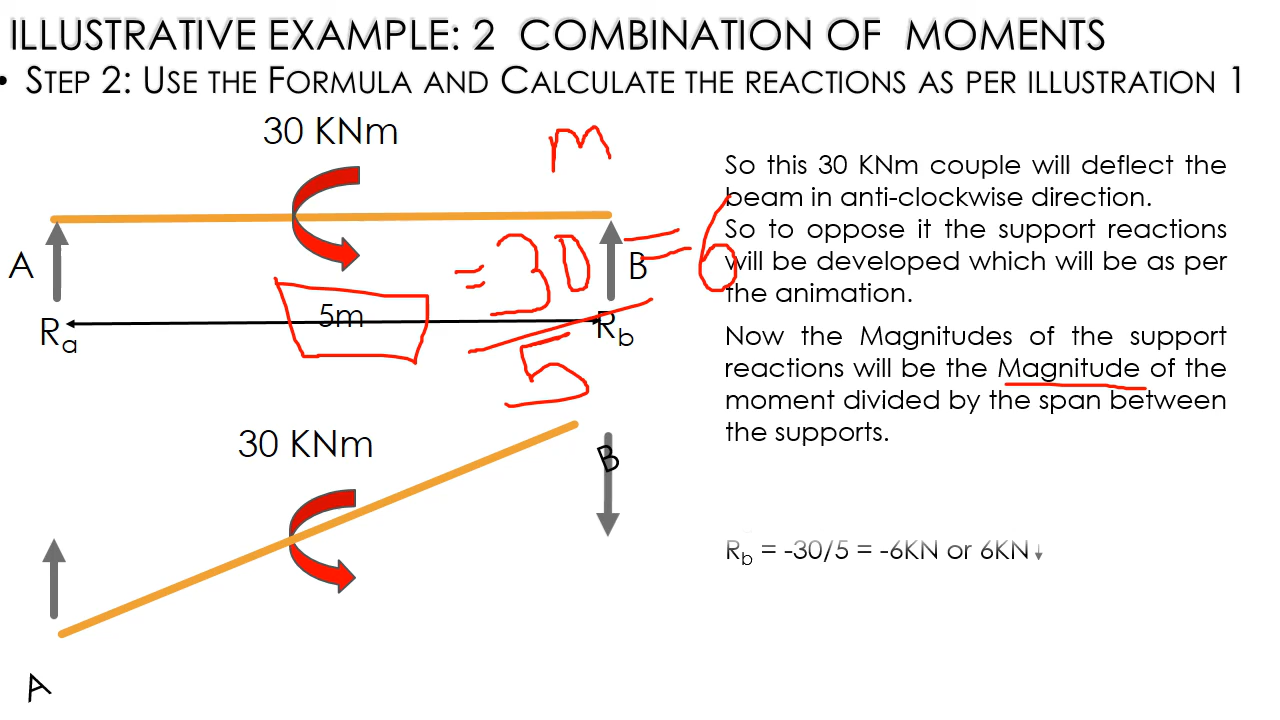 ILLUSTRATIVE EXAMPLE: 2 COMBINATION OF MOMENTS
• STEP 2: USE THE FORMULA AND CALCULATE THE REACTIONS AS PER ILLUSTRATION 1
30 KNm
m
A
B
= 30 = 6
5
5m
Ra
Rb
So this 30 KNm couple will deflect the
beam in anti-clockwise direction.
So to oppose it the support reactions
will be developed which will be as per
the animation.
Now the Magnitudes of the support
reactions will be the Magnitude of the
moment divided by the span between
the supports.
30 KNm
B
A
Rb = -30/5 = -6KN or 6KN↓